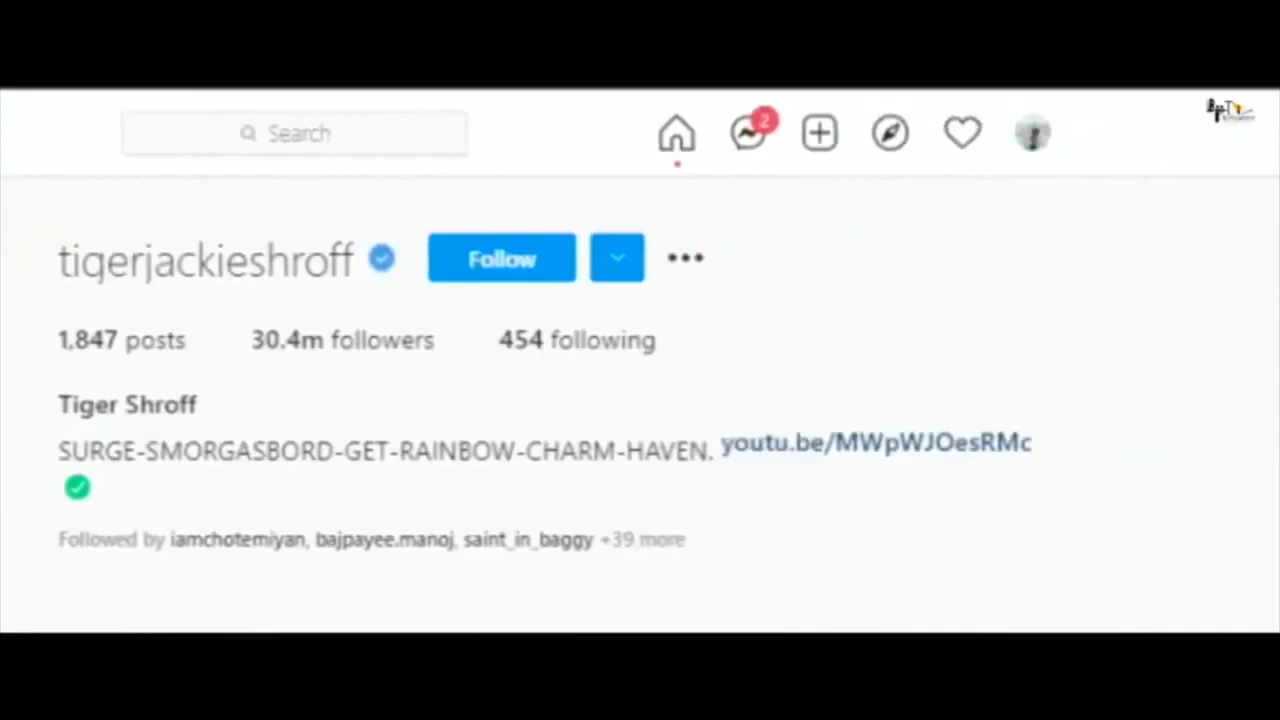 Search
2
tigerjackieshroff Follow
1,847 posts 30.4m followers 454 following
Tiger Shroff
SURGE-SMORGASBORD-GET-RAINBOW-CHARM-HAVEN. youtu.be/MWpWJOesRMc
Followed by iamchotemiyan, bajpayee.manoj, saint_in_baggy +39 more